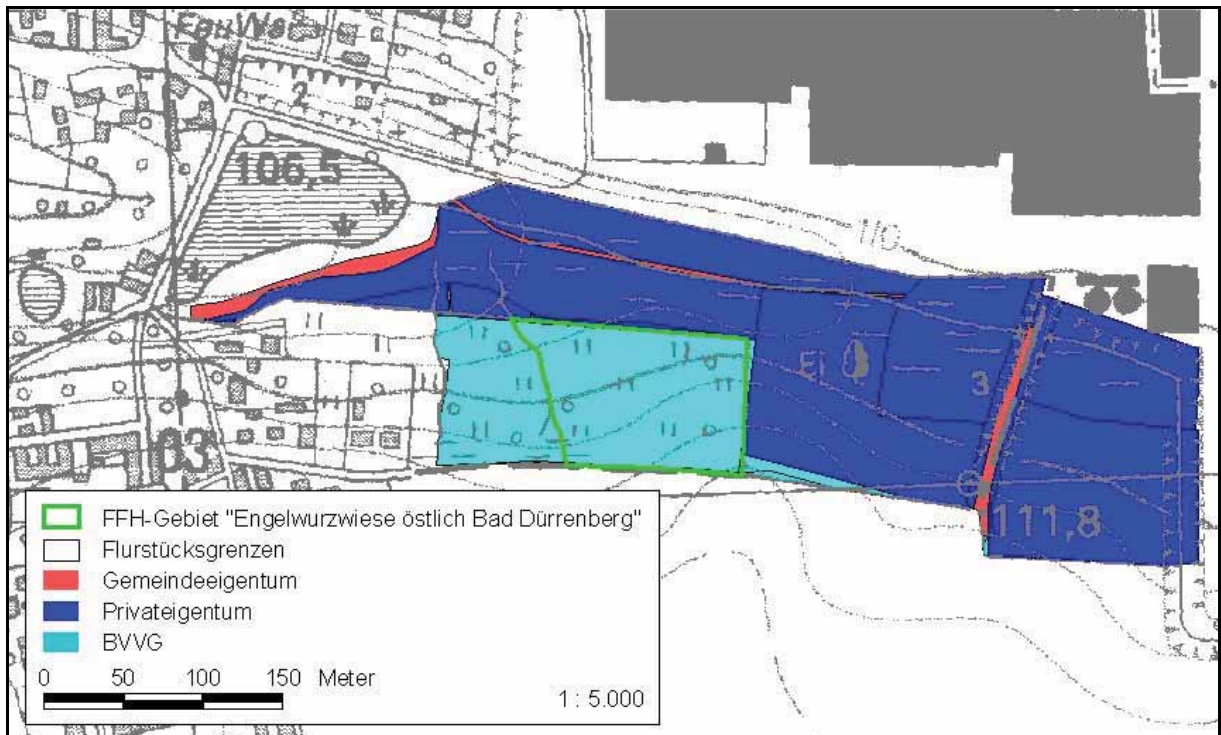 2
106,5
110
Ei
3
111,8
FFH-Gebiet "Engelwurzwiese östlich Bad Dürrenberg"
Flurstücksgrenzen
Gemeindeeigentum
Privateigentum
BVVG
0 50 100 150 Meter
1 : 5.000